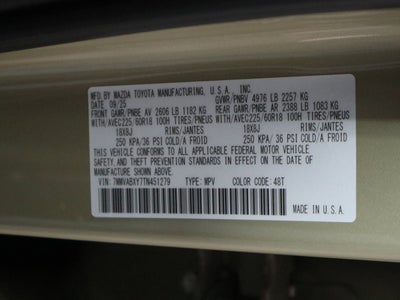 MFG. BY MAZDA TOYOTA MANUFACTURING, U.S.A., INC.
DATE: 09/25 GVWR/PNBV 4976 LB 2257 KG
FRONT GAWR/PNBE AV 2606 LB 1182 KG REAR GAWR/PNBE AR 2388 LB 1083 KG
WITH/AVEC225/60R18 100H TIRES/PNEUS WITH/AVEC225/60R18 100H TIRES/PNEUS
18X8J RIMS/JANTES 18X8J RIMS/JANTES
250 KPA/36 PSI COLD/A FROID 250 KPA/36 PSI COLD/A FROID
THIS VEHICLE CONFORMS TO ALL APPLICABLE FEDERAL MOTOR VEHICLE
SAFETY, BUMPER, AND THEFT PREVENTION STANDARDS IN EFFECT ON THE DATE OF
MANUFACTURE SHOWN ABOVE.
VIN: 7MMVABXY7TN451279 TYPE: MPV COLOR CODE: 48T
MADE IN U.S.A.